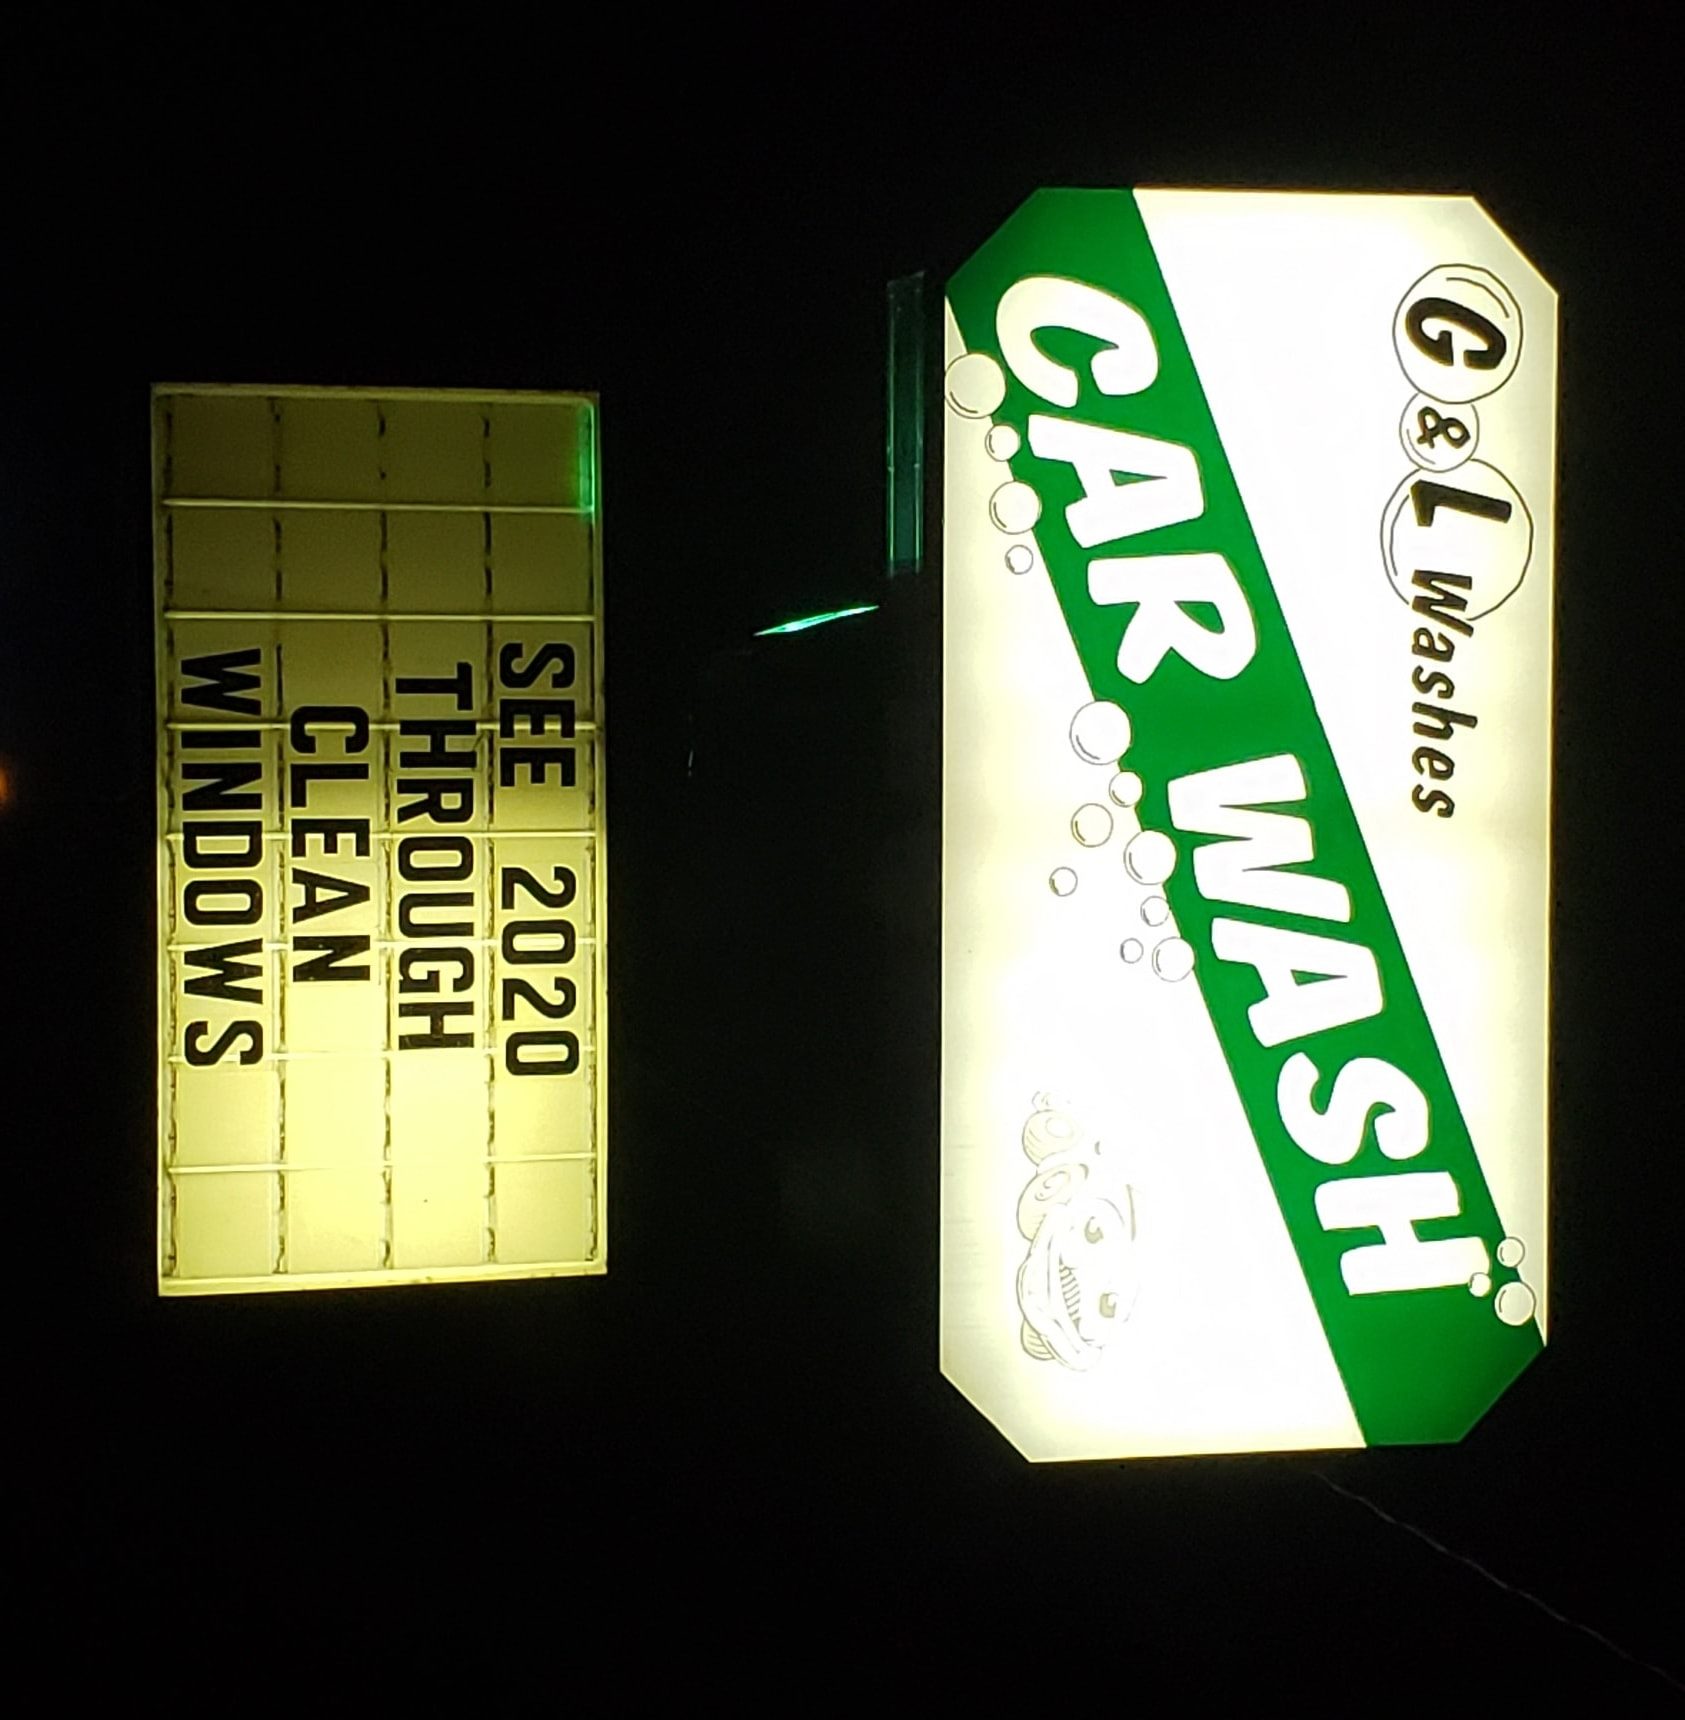 G & L Washes
CAR WASH
SEE 2020
THROUGH
CLEAN
WINDOWS